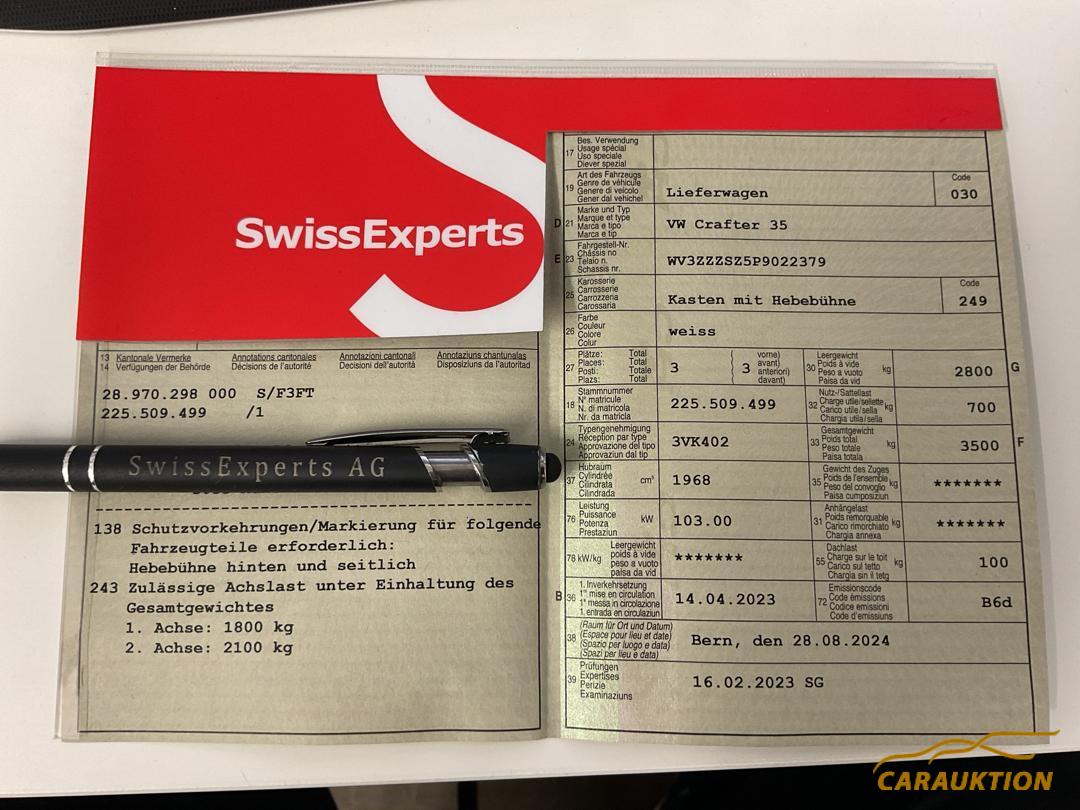 SwissExperts
13 Kantonale Vermerke Annotations cantonales Annotazioni cantonali Annotaziuns chantunalas
14 Verfügungen der Behörde Décisions de l'autorité Decisioni dell'autorità Disposiziuns da l'autoritad
28.970.298 000 S/F3FT
225.509.499 /1
SwissExperts AG
138 Schutzvorkehrungen/Markierung für folgende
Fahrzeugteile erforderlich:
Hebebühne hinten und seitlich
243 Zulässige Achslast unter Einhaltung des
Gesamtgewichtes
1. Achse: 1800 kg
2. Achse: 2100 kg
17 Bes. Verwendung
Usage spécial
Uso speciale
Diever spezial
19 Art des Fahrzeugs
Genre de véhicule
Genere di veicolo
Gener dal vehichel
Lieferwagen
Code
030
D 21 Marke und Typ
Marque et type
Marca e tipo
Marca e tip
VW Crafter 35
E 23 Fahrgestell-Nr.
Châssis no
Telaio n.
Schassis nr.
WV3ZZZSZ5P9022379
25 Karosserie
Carrosserie
Carrozzeria
Carossaria
Kasten mit Hebebühne
Code
249
26 Farbe
Couleur
Colore
Colur
weiss
27 Plätze: Total
Places: Total
Posti: Totale
Plazs: Total
3
3
vorne)
avant)
anteriori)
davant)
30 Leergewicht
Poids à vide
Peso a vuoto
Paisa da vid
kg
2800 G
18 Stammnummer
N° matricule
N. di matricola
Nr. da matricla
225.509.499
32 Nutz-/Sattellast
Charge utile/sellette
Carico utile/sella
Chargia utila/sella
kg
700
24 Typengenehmigung
Réception par type
Approvazione del tipo
Approvaziun dal tip
3VK402
33 Gesamtgewicht
Poids total
Peso totale
Paisa totala
kg
3500 F
37 Hubraum
Cylindrée
Cilindrata
Cilindrada
cm³
1968
35 Gewicht des Zuges
Poids de l'ensemble
Peso del convoglio
Paisa cumposiziun
kg
*******
76 Leistung
Puissance
Potenza
Prestaziun
kW
103.00
31 Anhängelast
Poids remorquable
Carico rimorchiato
Chargia annexa
kg
*******
78 kW/kg
Leergewicht
poids à vide
peso a vuoto
paisa da vid
*******
55 Dachlast
Charge sur le toit
Carico sul tetto
Chargia sin il tetg
kg
100
B 36 1. Inverkehrsetzung
1re mise en circulation
1a messa in circolazione
1. entrada en circulaziun
14.04.2023
72 Emissionscode
Code émissions
Codice emissioni
Code d'emissiuns
B6d
38 (Raum für Ort und Datum)
(Espace pour lieu et date)
(Spazio per luogo e data)
(Spazi per lieu e data)
Bern, den 28.08.2024
39 Prüfungen
Expertises
Perizie
Examinaziuns
16.02.2023 SG
CARAUKTION